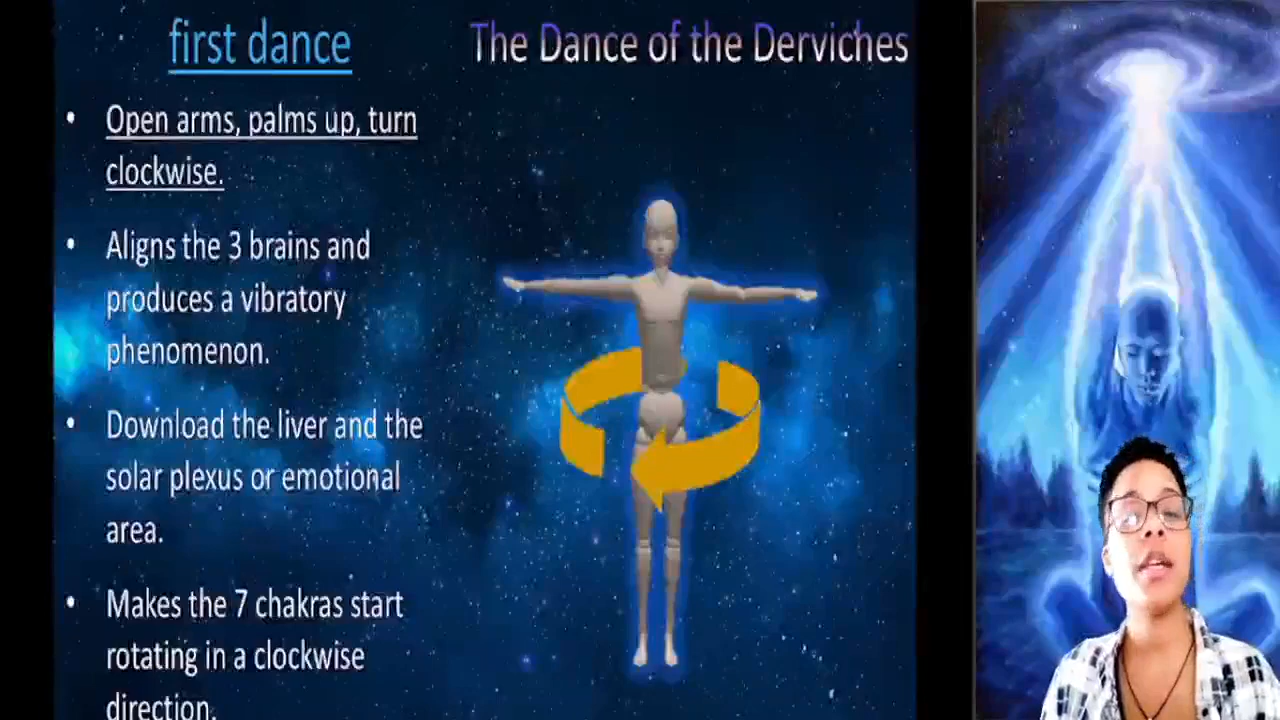 first dance
The Dance of the Derviches
• Open arms, palms up, turn
clockwise.
• Aligns the 3 brains and
produces a vibratory
phenomenon.
• Download the liver and the
solar plexus or emotional
area.
• Makes the 7 chakras start
rotating in a clockwise
direction.